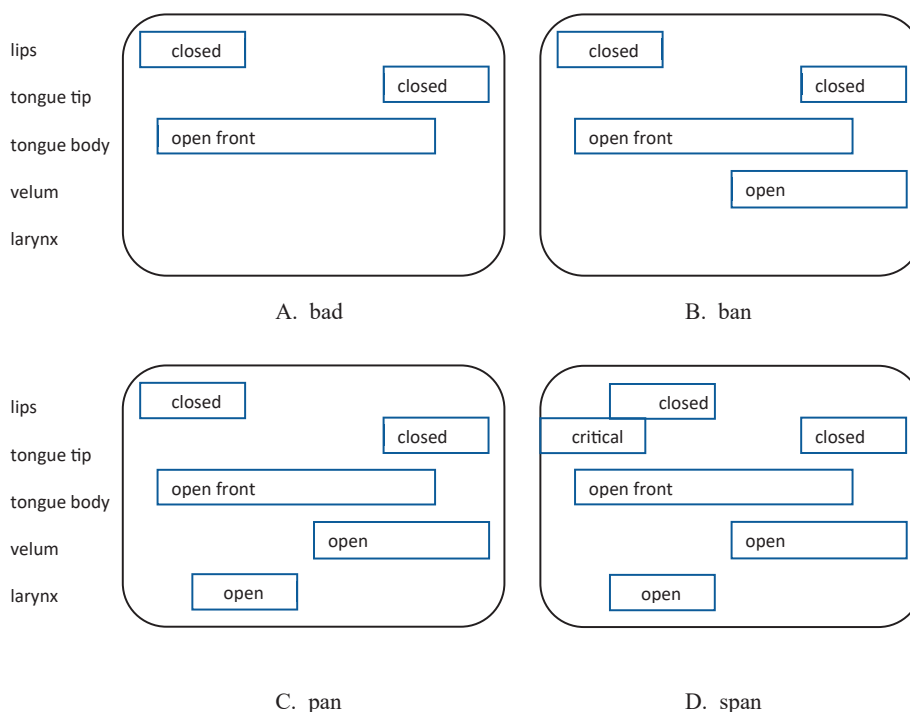 lips closed closed
tongue tip closed closed
tongue body open front open front
velum open
larynx
A. bad B. ban
lips closed closed
tongue tip closed critical closed
tongue body open front open front
velum open open
larynx open open
C. pan D. span